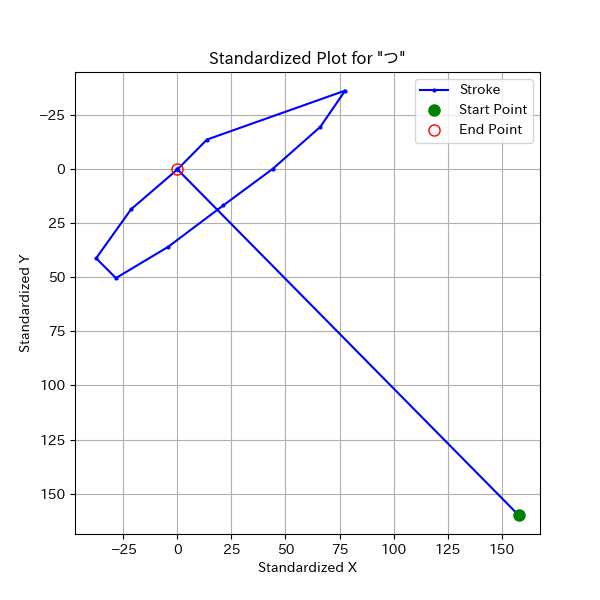 Standardized Plot for "つ"
Stroke
Start Point
End Point
−25
0
25
50
75
100
125
150
Standardized Y
−25 0 25 50 75 100 125 150
Standardized X